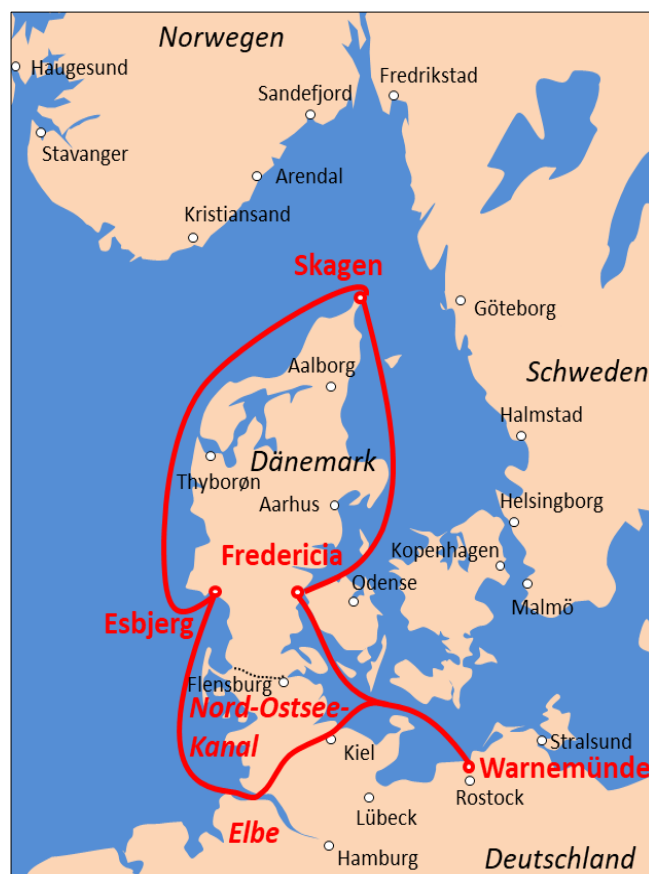 Norwegen
Haugesund
Fredrikstad
Sandefjord
Stavanger
Arendal
Kristiansand
Skagen
Göteborg
Aalborg
Schweden
Halmstad
Dänemark
Thyborøn
Aarhus
Helsingborg
Fredericia
Kopenhagen
Odense
Malmö
Esbjerg
Flensburg
Nord-Ostsee-
Kanal
Kiel
Stralsund
Warnemünde
Rostock
Lübeck
Elbe
Hamburg
Deutschland